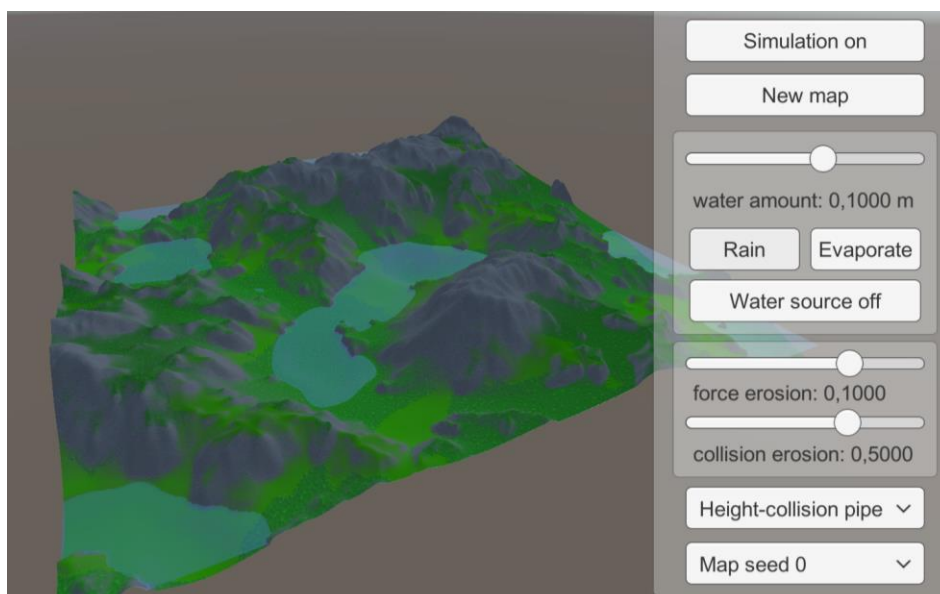 Simulation on
New map
water amount: 0,1000 m
Rain
Evaporate
Water source off
force erosion: 0,1000
collision erosion: 0,5000
Height-collision pipe
Map seed 0